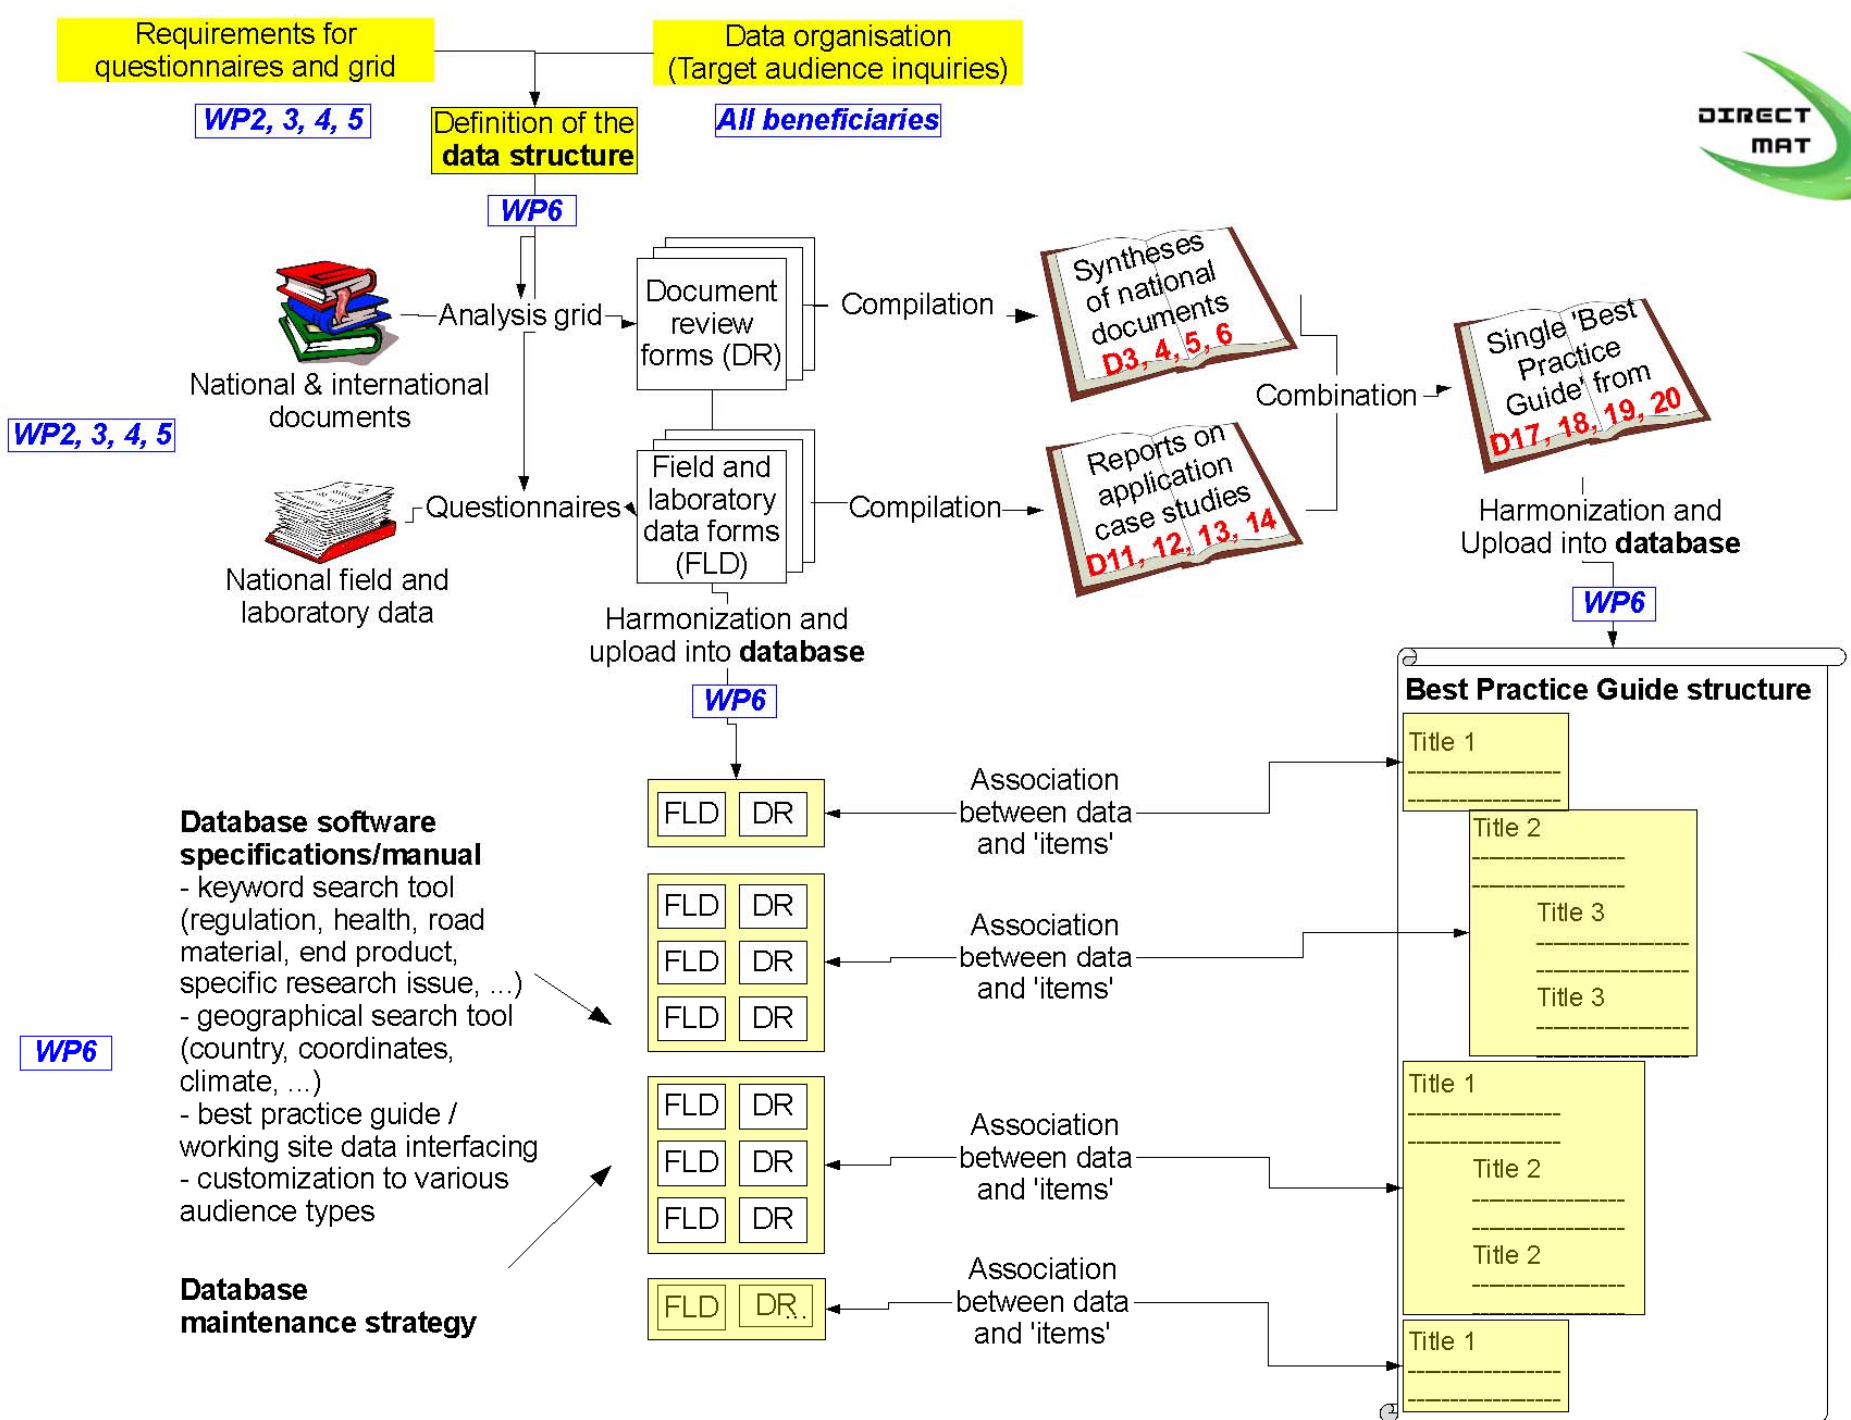 Requirements for
questionnaires and grid
Data organisation
(Target audience inquiries)
WP2, 3, 4, 5
Definition of the
data structure
All beneficiaries
DIRECT
MAT
WP6
National & international
documents
Analysis grid
Document
review
forms (DR)
Compilation
Syntheses
of national
documents
D3, 4, 5, 6
Combination
Single 'Best
Practice
Guide' from
D17, 18, 19, 20
WP2, 3, 4, 5
National field and
laboratory data
Questionnaires
Field and
laboratory
data forms
(FLD)
Compilation
Reports on
application
case studies
D11, 12, 13, 14
Harmonization and
Upload into database
WP6
Harmonization and
upload into database
WP6
Best Practice Guide structure
Title 1
Title 2
Title 3
Title 3
Title 1
Title 2
Title 2
Title 1
FLD DR
Association
between data
and 'items'
FLD DR
FLD DR
FLD DR
Association
between data
and 'items'
FLD DR
FLD DR
FLD DR
Association
between data
and 'items'
FLD DR...
Association
between data
and 'items'
WP6
Database software
specifications/manual
- keyword search tool
(regulation, health, road
material, end product,
specific research issue, ...)
- geographical search tool
(country, coordinates,
climate, ...)
- best practice guide /
working site data interfacing
- customization to various
audience types
Database
maintenance strategy